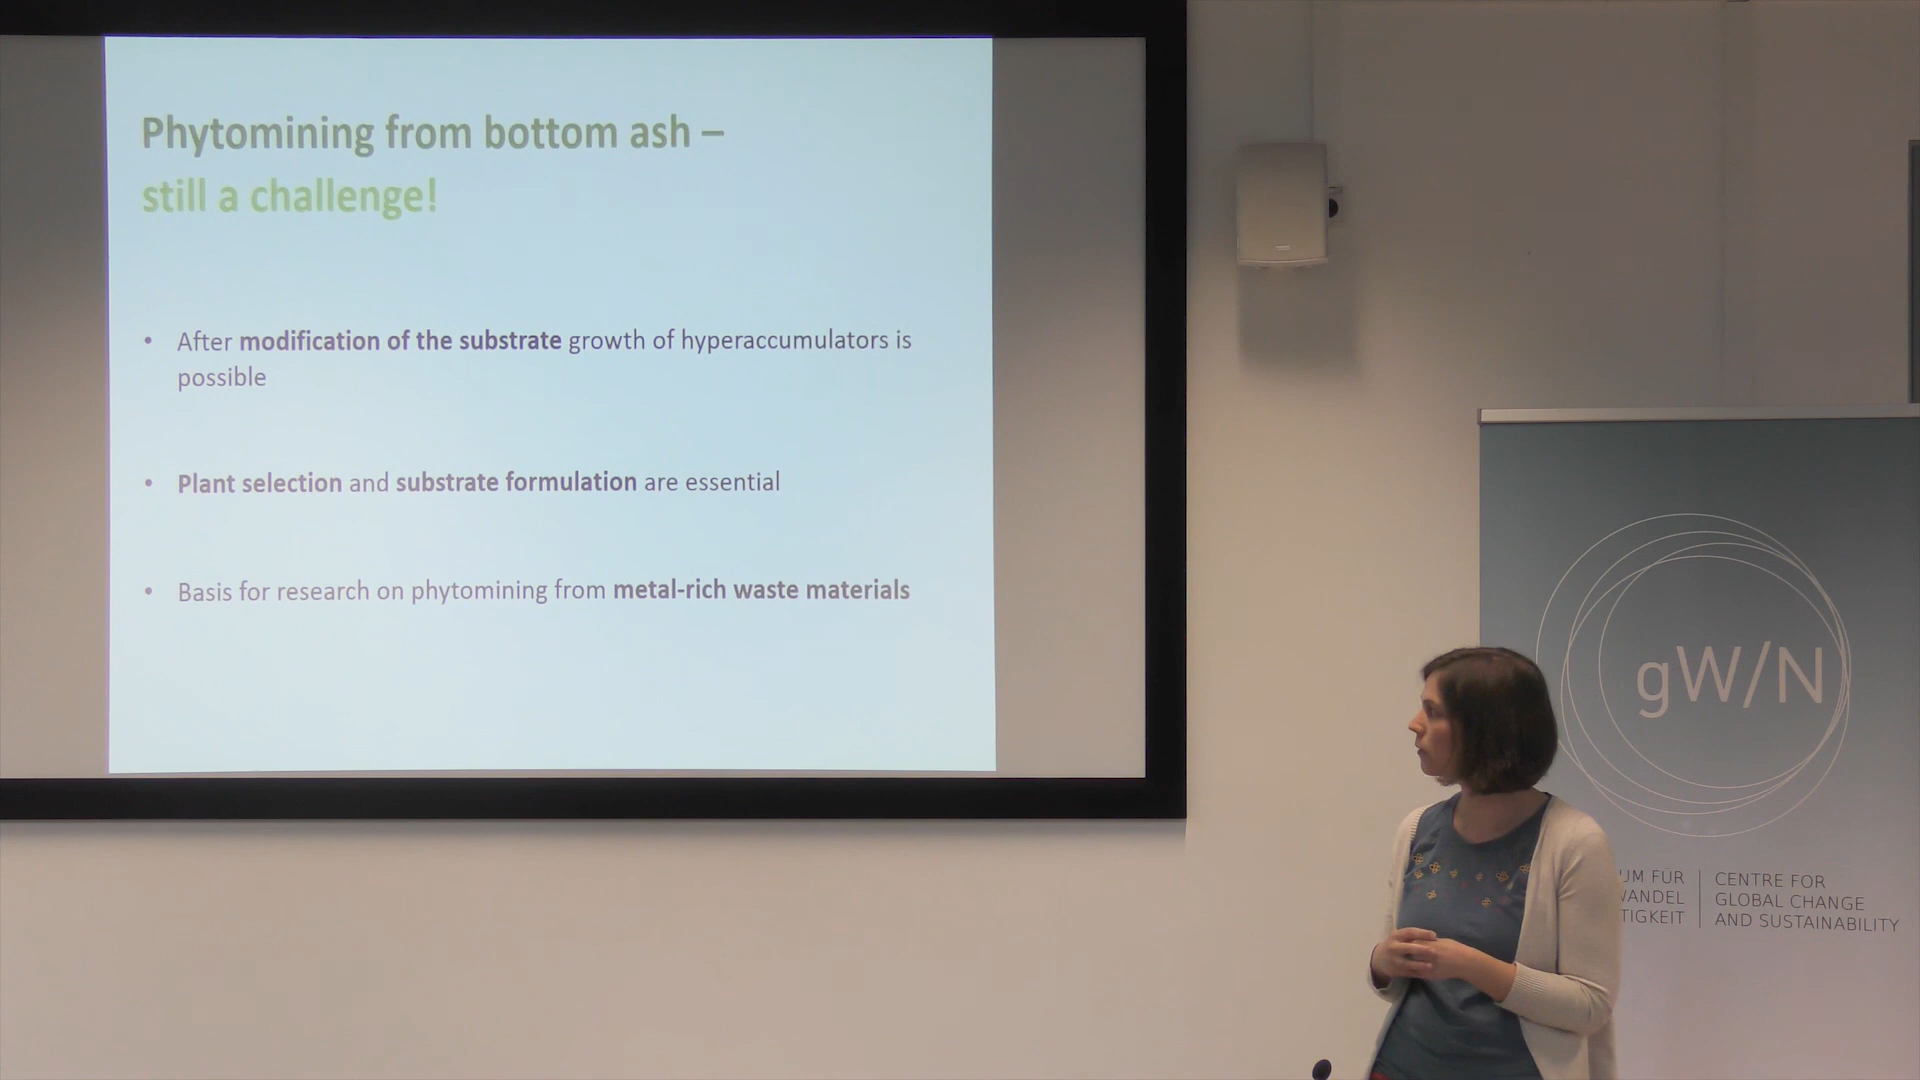 Phytomining from bottom ash –
still a challenge!
• After modification of the substrate growth of hyperaccumulators is
possible
• Plant selection and substrate formulation are essential
• Basis for research on phytomining from metal-rich waste materials
gW/N
UM FÜR
WANDEL
TIGKEIT
CENTRE FOR
GLOBAL CHANGE
AND SUSTAINABILITY